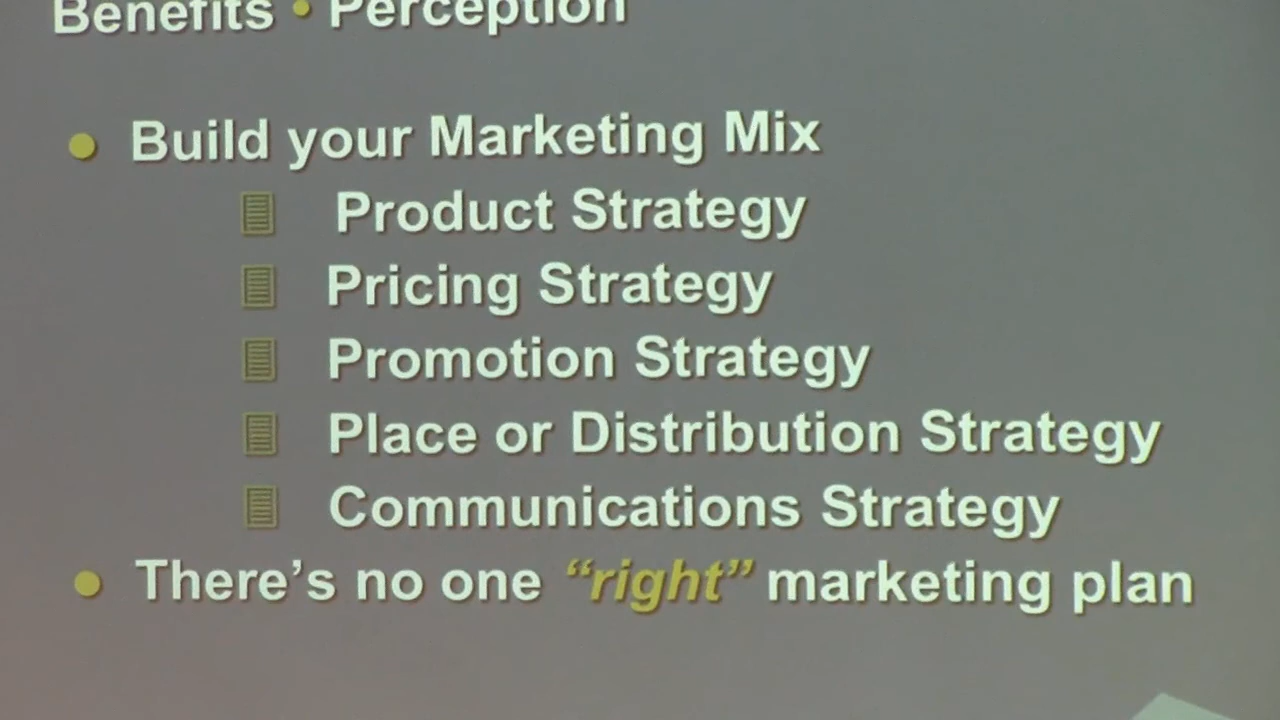 Benefits • Perception
• Build your Marketing Mix
Product Strategy
Pricing Strategy
Promotion Strategy
Place or Distribution Strategy
Communications Strategy
• There's no one “right” marketing plan